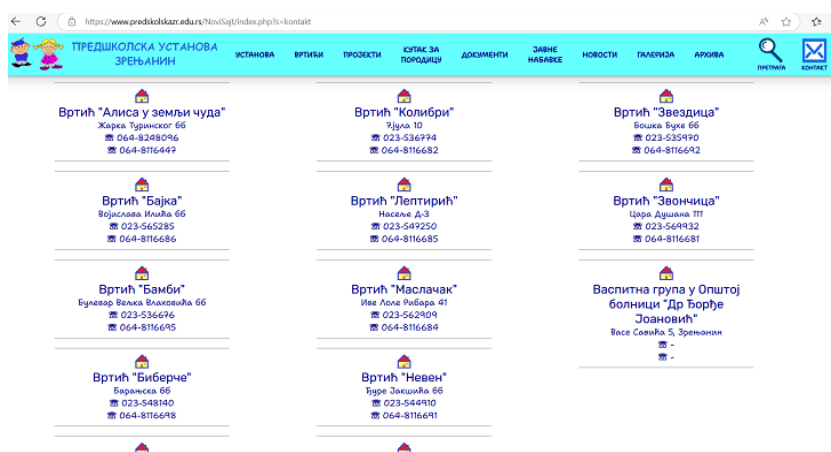 https://www.predskolskazr.edu.rs/NoviSajt/index.php?s=kontakt
ПРЕДШКОЛСКА УСТАНОВА
ЗРЕЊАНИН
УСТАНОВА
ВРТИЋИ
ПРОЈЕКТИ
КУТАК ЗА
ПОРОДИЦУ
ДОКУМЕНТИ
ЈАВНЕ
НАБАВКЕ
НОВОСТИ
ГАЛЕРИЈА
АРХИВА
ПРЕТРАГА
КОНТАКТ
Вртић "Алиса у земљи чуда"
Жарка Туринског бб
☎ 064-8248096
☎ 064-8116447
Вртић "Колибри"
7.јула 10
☎ 023-536774
☎ 064-8116682
Вртић "Звездица"
Бошка Бухе бб
☎ 023-535970
☎ 064-8116692
Вртић "Бајка"
Војислава Илића бб
☎ 023-565285
☎ 064-8116686
Вртић "Лептирић"
Насеље Д-3
☎ 023-547250
☎ 064-8116685
Вртић "Звончица"
Цара Душана 111
☎ 023-569932
☎ 064-8116681
Вртић "Бамби"
Булевар Вељка Влаховића бб
☎ 023-536676
☎ 064-8116695
Вртић "Маслачак"
Иве Лоле Рибара 41
☎ 023-562909
☎ 064-8116684
Васпитна група у Општој
болници "Др Ђорђе
Јоановић"
Васе Савића 5, Зрењанин
☎ -
☎ -
Вртић "Биберче"
Барањска бб
☎ 023-548140
☎ 064-8116698
Вртић "Невен"
Ђуре Јакшића бб
☎ 023-544910
☎ 064-8116691